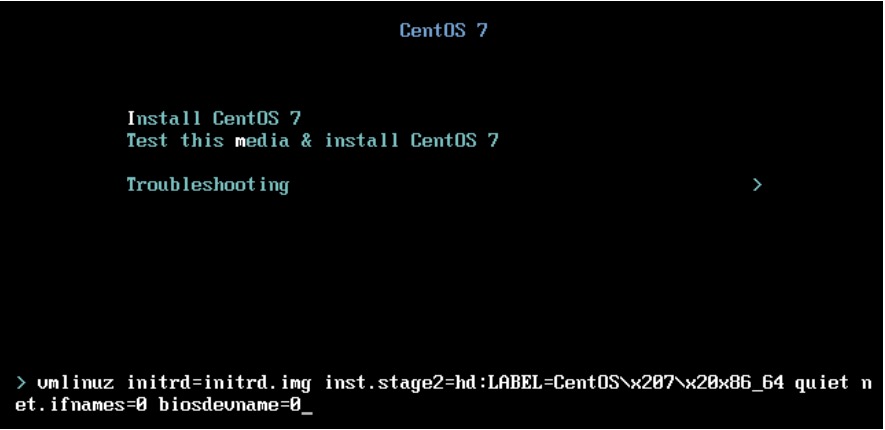 CentOS 7
Install CentOS 7
Test this media & install CentOS 7
Troubleshooting >
> vmlinuz initrd=initrd.img inst.stage2=hd:LABEL=CentOS\x207\x20x86_64 quiet n
et.ifnames=0 biosdevname=0_